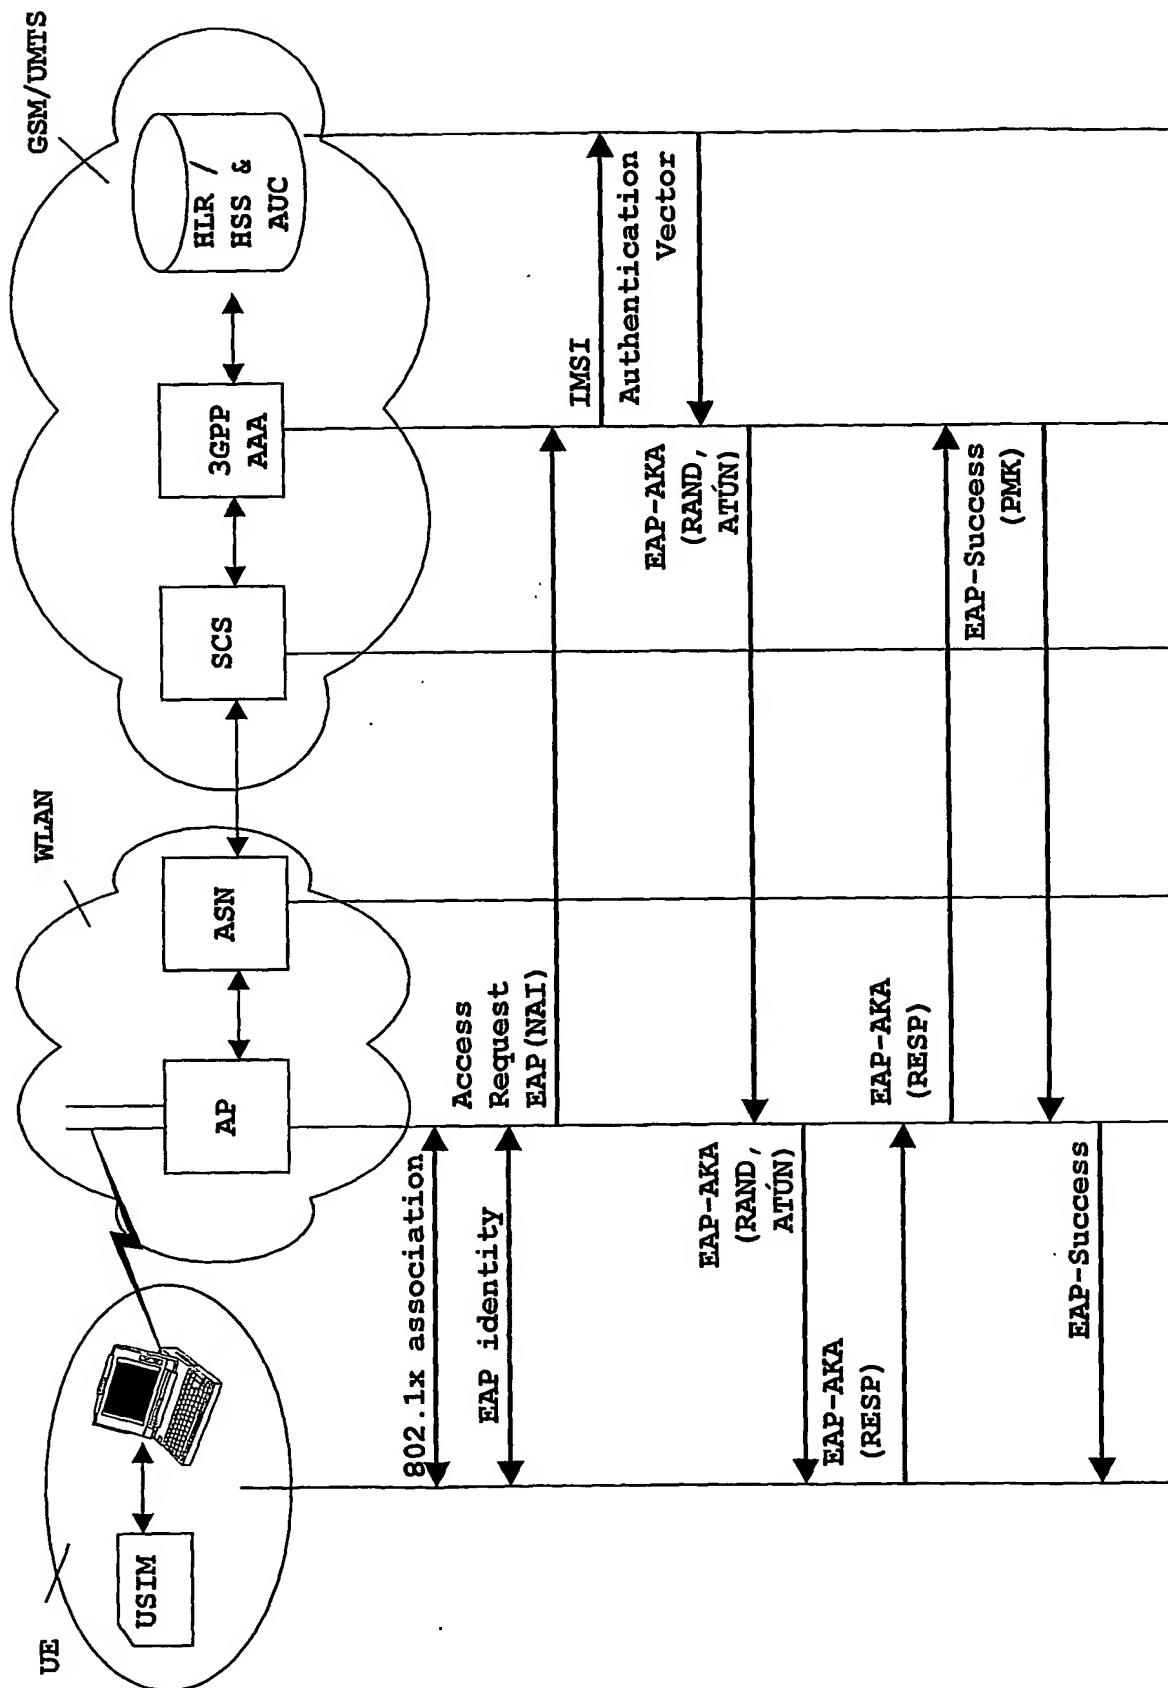 UE
WLAN
GSM/UMTS
USIM
AP
ASN
SCS
3GPP
AAA
HLR /
HSS &
AUC
802.1x association
EAP identity
Access
Request
EAP(NAI)
IMSI
Authentication
Vector
EAP-AKA
(RAND,
ATÚN)
EAP-AKA
(RAND,
ATÚN)
EAP-AKA
(RESP)
EAP-AKA
(RESP)
EAP-Success
(PMK)
EAP-Success